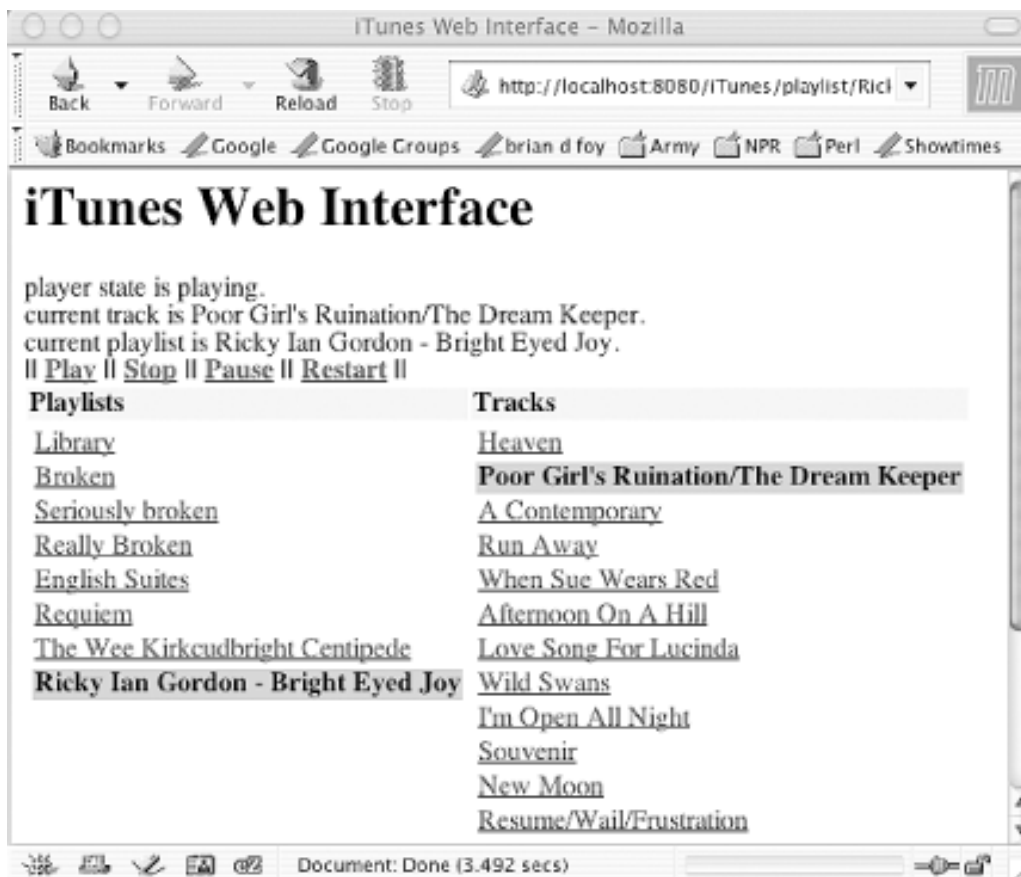 iTunes Web Interface – Mozilla
Back Forward Reload Stop http://localhost:8080/iTunes/playlist/Rick
Bookmarks Google Google Groups brian d foy Army NPR Perl Showtimes
iTunes Web Interface
player state is playing.
current track is Poor Girl's Ruination/The Dream Keeper.
current playlist is Ricky Ian Gordon - Bright Eyed Joy.
|| Play || Stop || Pause || Restart ||
Playlists Tracks
Library Heaven
Broken Poor Girl's Ruination/The Dream Keeper
Seriously broken A Contemporary
Really Broken Run Away
English Suites When Sue Wears Red
Requiem Afternoon On A Hill
The Wee Kirkcudbright Centipede Love Song For Lucinda
Ricky Ian Gordon - Bright Eyed Joy Wild Swans
I'm Open All Night
Souvenir
New Moon
Resume/Wail/Frustration
Document: Done (3.492 secs)